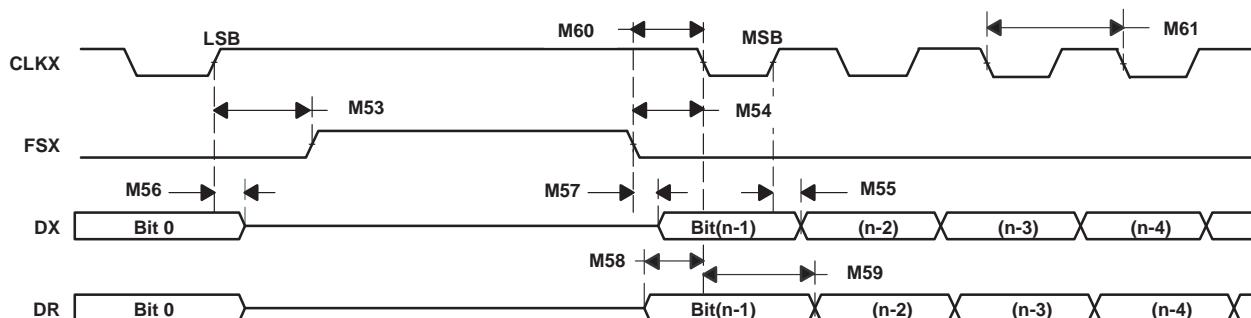 M60
M61
LSB
MSB
CLKX
M53
M54
FSX
M56
M57
M55
DX
Bit 0
Bit(n-1)
(n-2)
(n-3)
(n-4)
M58
M59
DR
Bit 0
Bit(n-1)
(n-2)
(n-3)
(n-4)